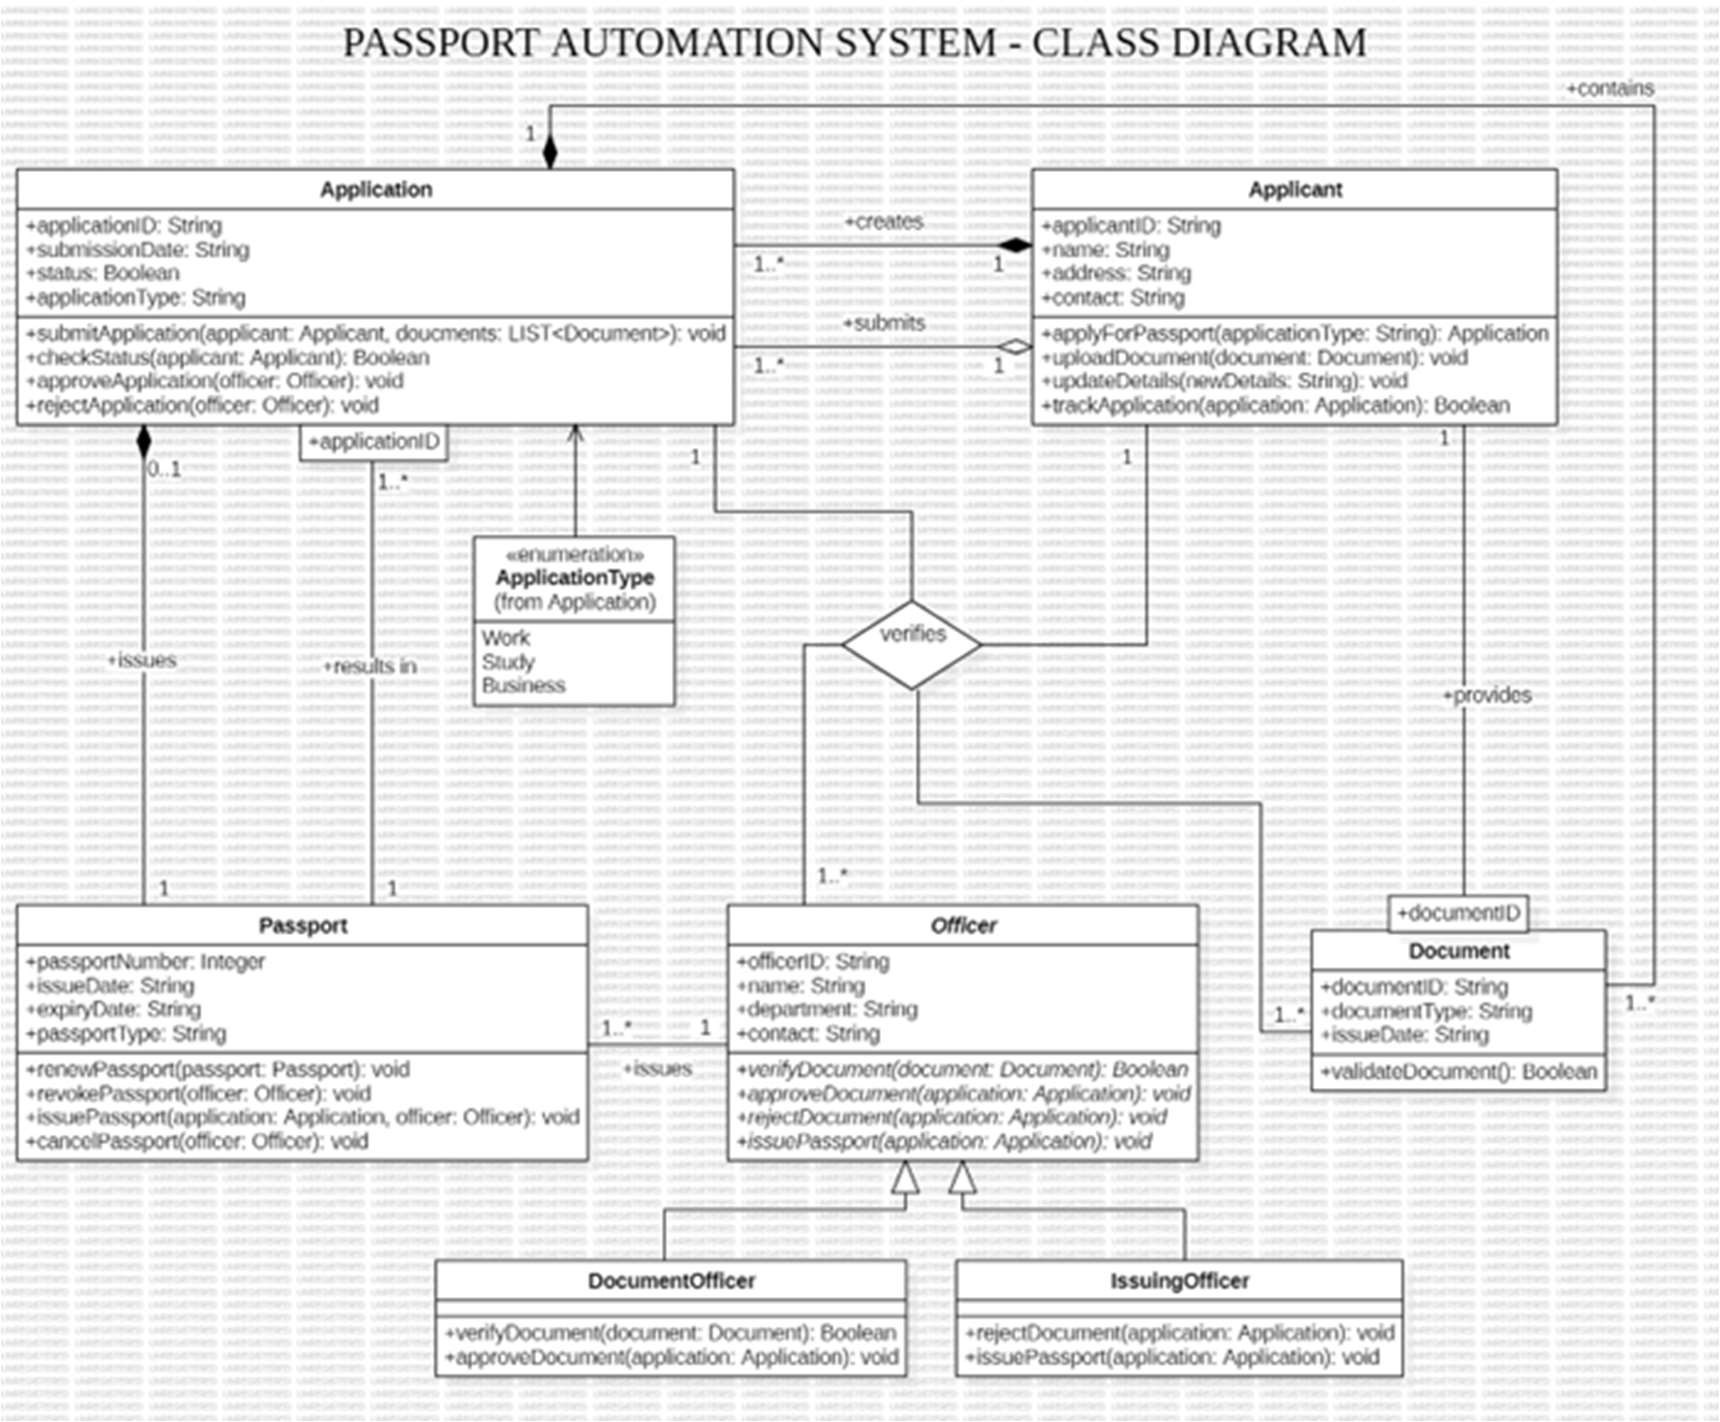 PASSPORT AUTOMATION SYSTEM - CLASS DIAGRAM
+contains
1
Application
+applicationID: String
+submissionDate: String
+status: Boolean
+applicationType: String
+submitApplication(applicant: Applicant, doucments: LIST<Document>): void
+checkStatus(applicant: Applicant): Boolean
+approveApplication(officer: Officer): void
+rejectApplication(officer: Officer): void
+creates
1..*
1
+submits
1..*
1
Applicant
+applicantID: String
+name: String
+address: String
+contact: String
+applyForPassport(applicationType: String): Application
+uploadDocument(document: Document): void
+updateDetails(newDetails: String): void
+trackApplication(application: Application): Boolean
0..1
+applicationID
1..*
1
1
1
«enumeration»
ApplicationType
(from Application)
Work
Study
Business
verifies
+issues
+results in
+provides
1
1
1..*
Passport
+passportNumber: Integer
+issueDate: String
+expiryDate: String
+passportType: String
+renewPassport(passport: Passport): void
+revokePassport(officer: Officer): void
+issuePassport(application: Application, officer: Officer): void
+cancelPassport(officer: Officer): void
1..*
1
+issues
Officer
+officerID: String
+name: String
+department: String
+contact: String
+verifyDocument(document: Document): Boolean
+approveDocument(application: Application): void
+rejectDocument(application: Application): void
+issuePassport(application: Application): void
+documentID
Document
+documentID: String
+documentType: String
+issueDate: String
+validateDocument(): Boolean
1..*
1..*
DocumentOfficer
+verifyDocument(document: Document): Boolean
+approveDocument(application: Application): void
IssuingOfficer
+rejectDocument(application: Application): void
+issuePassport(application: Application): void